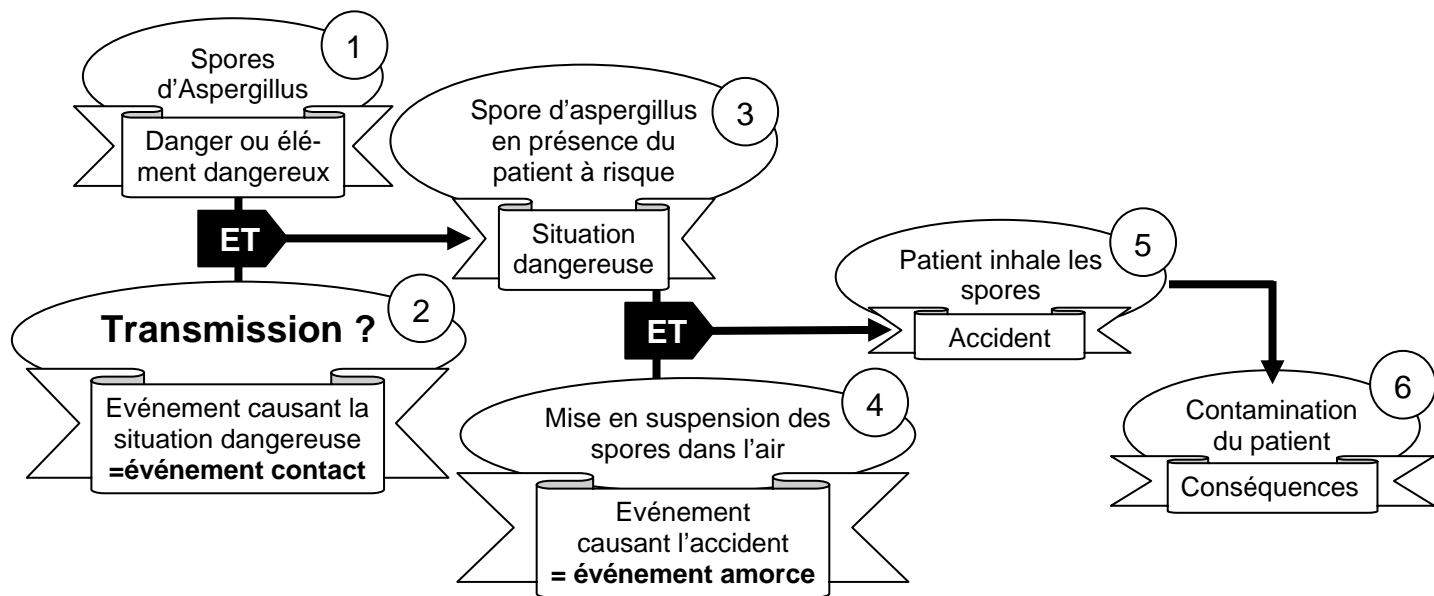 1
Spores
d’Aspergillus
Danger ou élé-
ment dangereux
ET
2
Transmission ?
Evénement causant la
situation dangereuse
=événement contact
3
Spore d’aspergillus
en présence du
patient à risque
Situation
dangereuse
ET
4
Mise en suspension des
spores dans l’air
Evénement
causant l’accident
= événement amorce
5
Patient inhale les
spores
Accident
6
Contamination
du patient
Conséquences